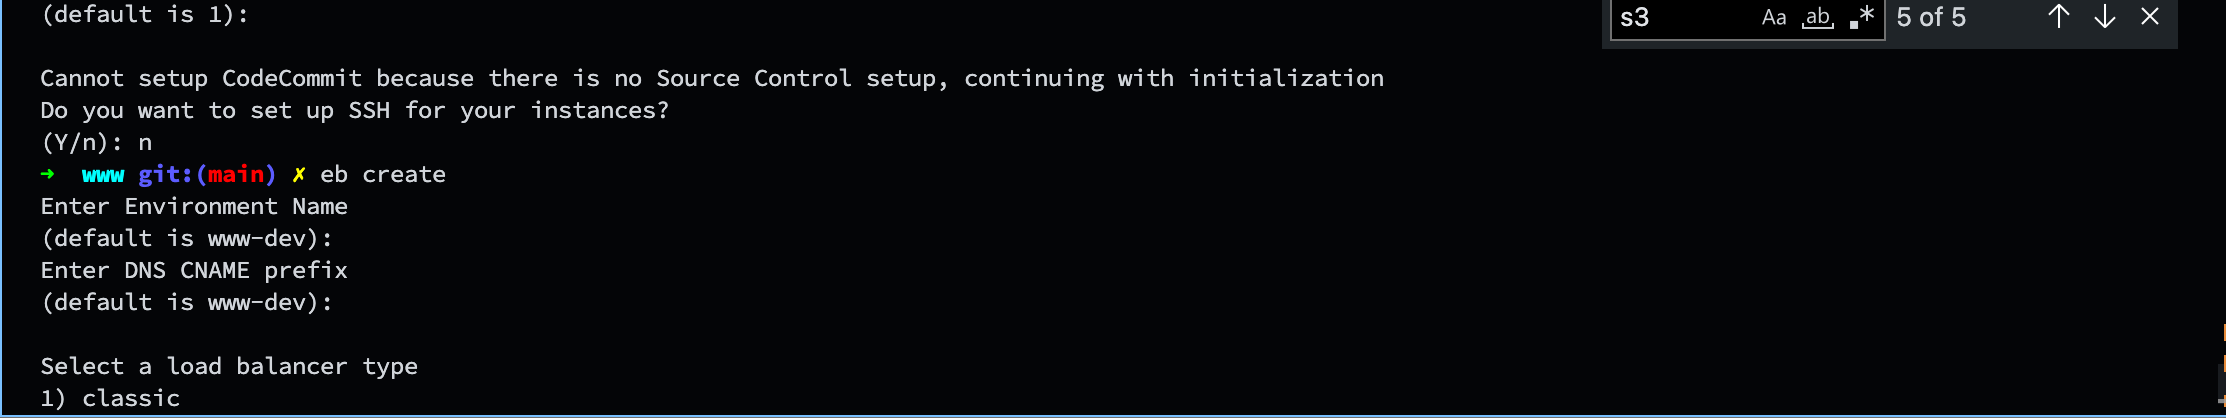 (default is 1):
s3 Aa ab .* 5 of 5
Cannot setup CodeCommit because there is no Source Control setup, continuing with initialization
Do you want to set up SSH for your instances?
(Y/n): n
➜ www git:(main) ✗ eb create
Enter Environment Name
(default is www-dev):
Enter DNS CNAME prefix
(default is www-dev):
Select a load balancer type
1) classic